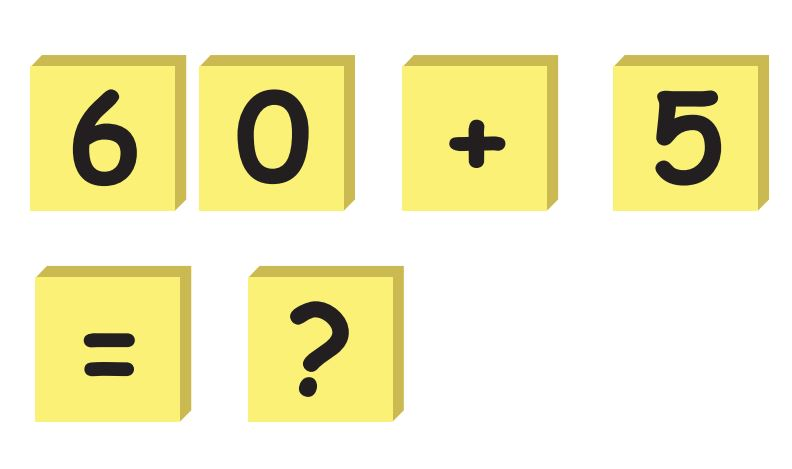 60 + 5
= ?